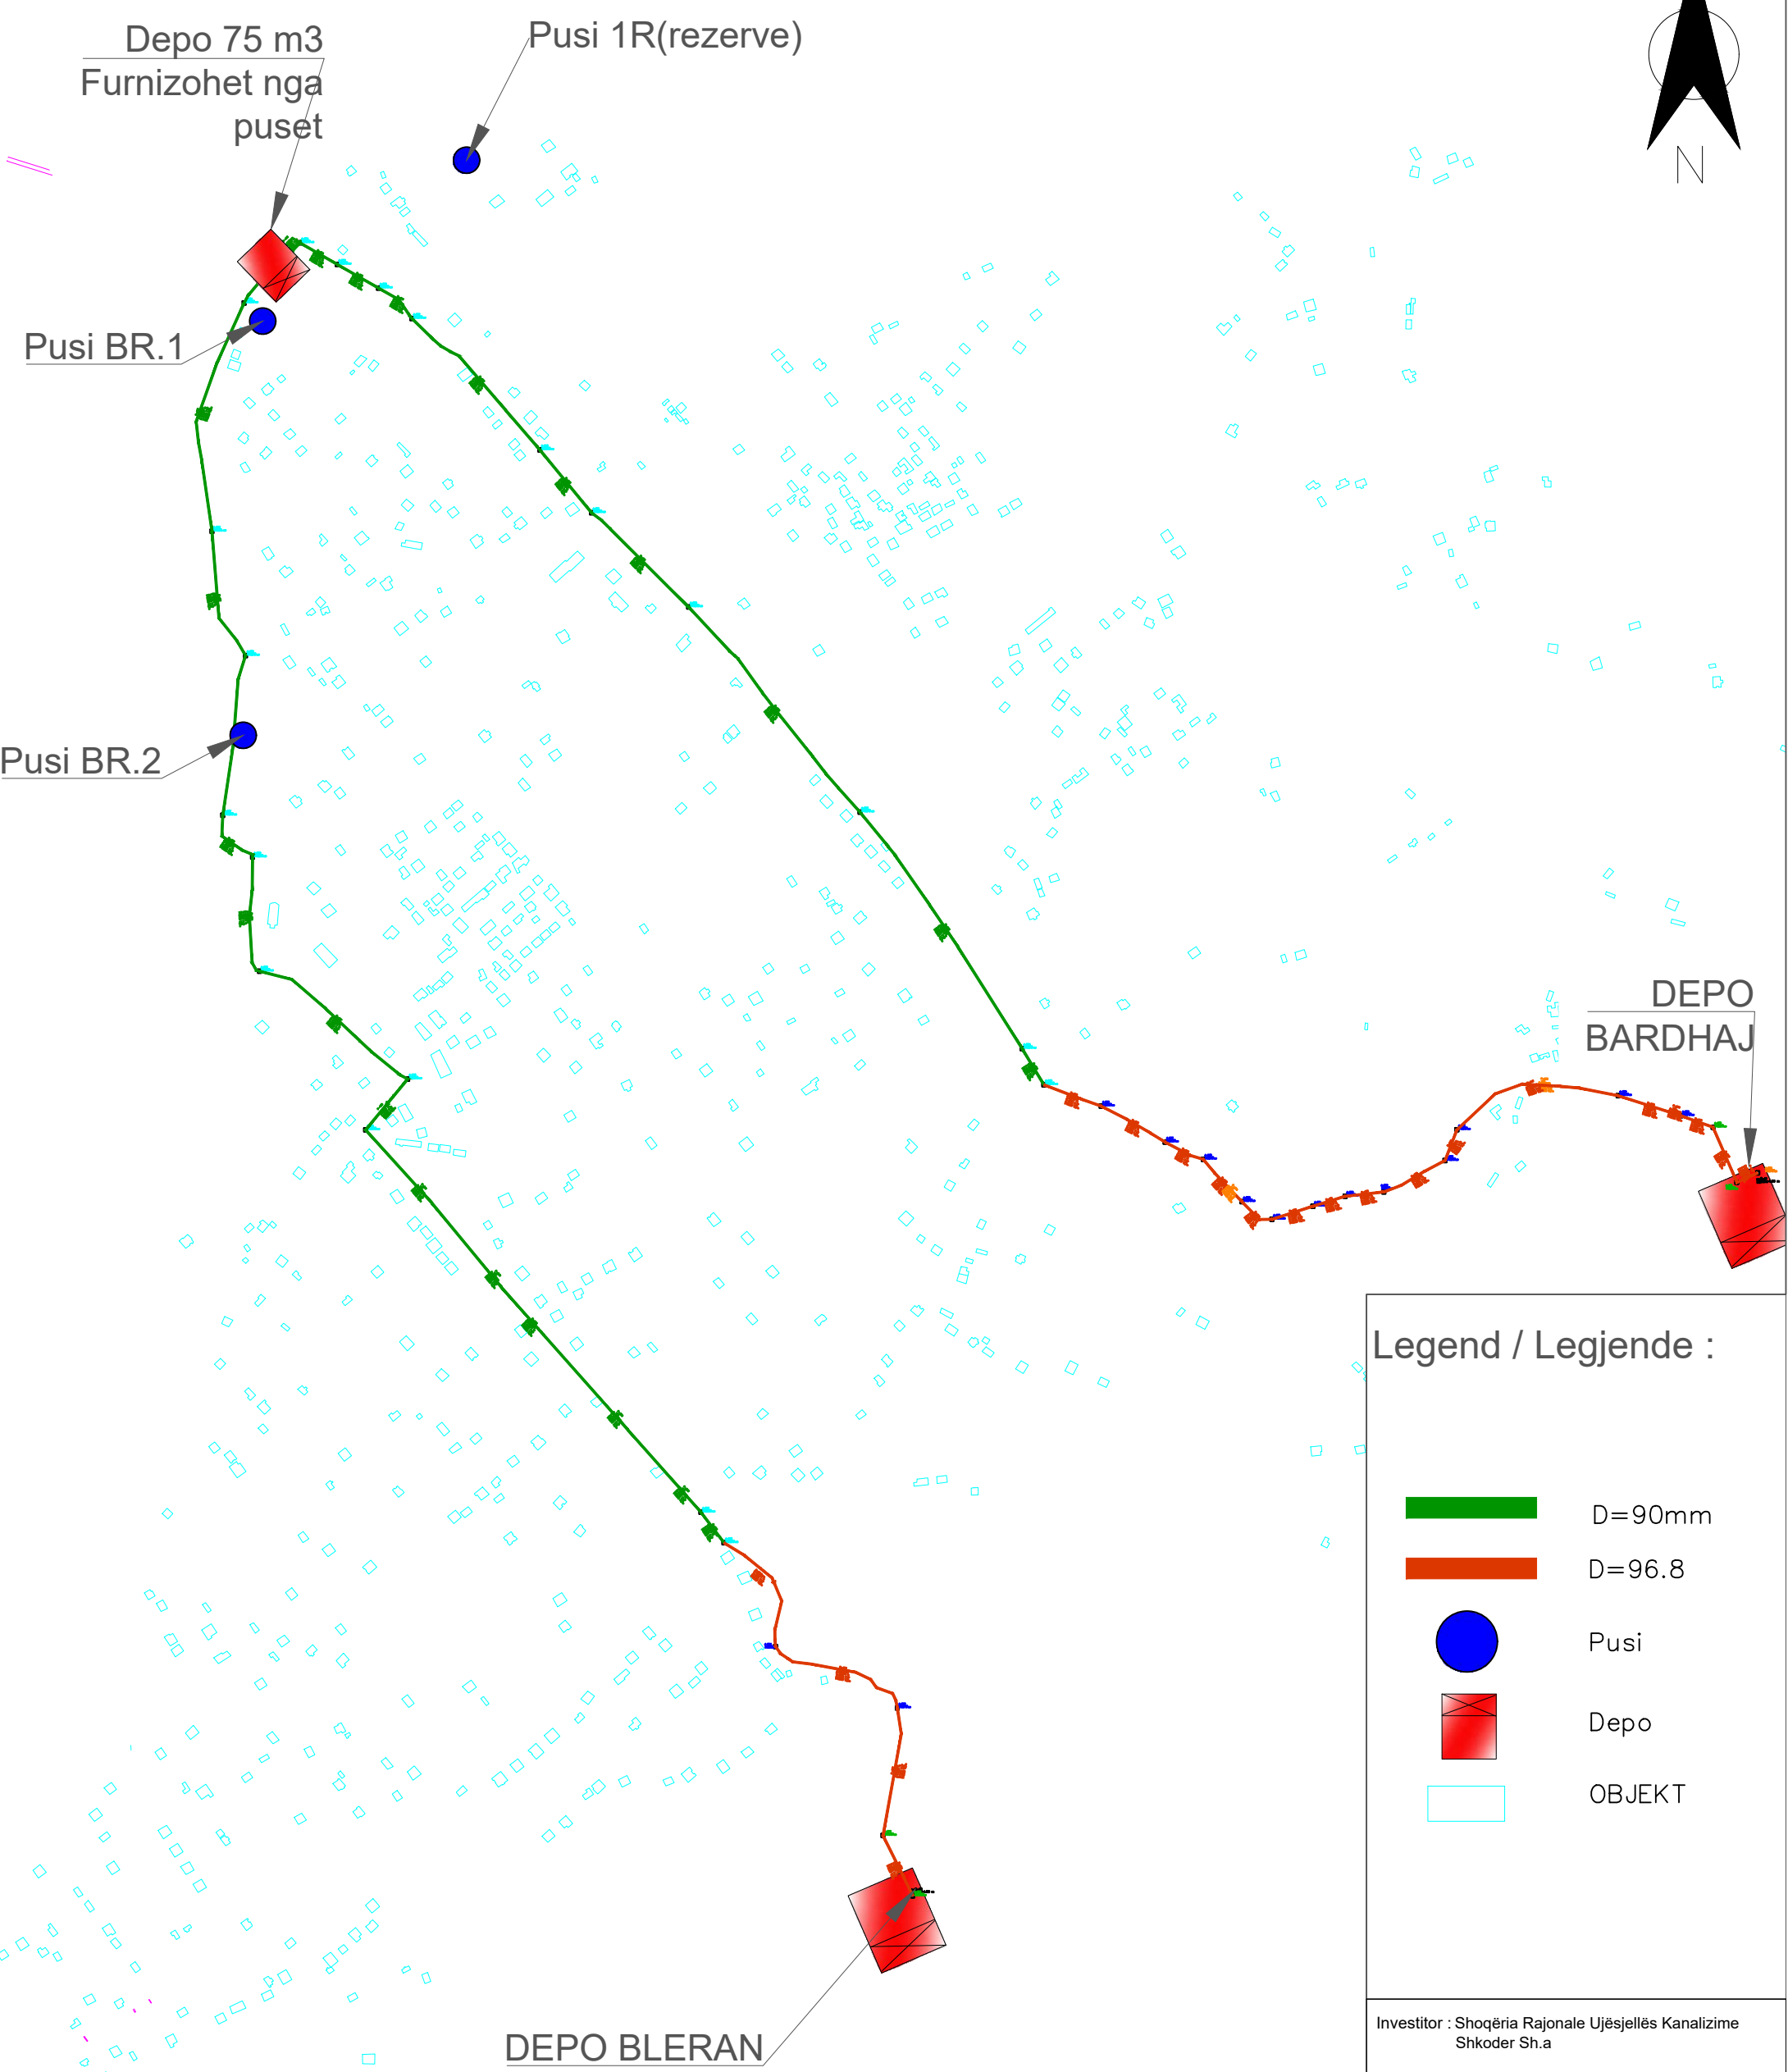 Depo 75 m3
Furnizohet nga
puset
Pusi 1R(rezerve)
N
Pusi BR.1
Pusi BR.2
DEPO
BARDHAJ
Legend / Legjende :
D=90mm
D=96.8
Pusi
Depo
OBJEKT
DEPO BLERAN
Investitor : Shoqëria Rajonale Ujësjellës Kanalizime
Shkoder Sh.a